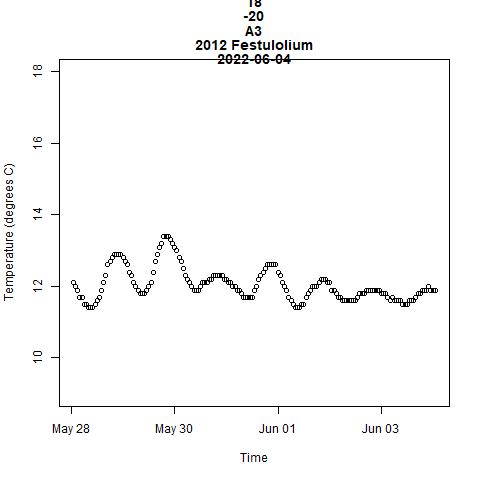 18
-20
A3
2012 Festulolium
2022-06-04
Temperature (degrees C)
18
16
14
12
10
May 28
May 30
Jun 01
Jun 03
Time